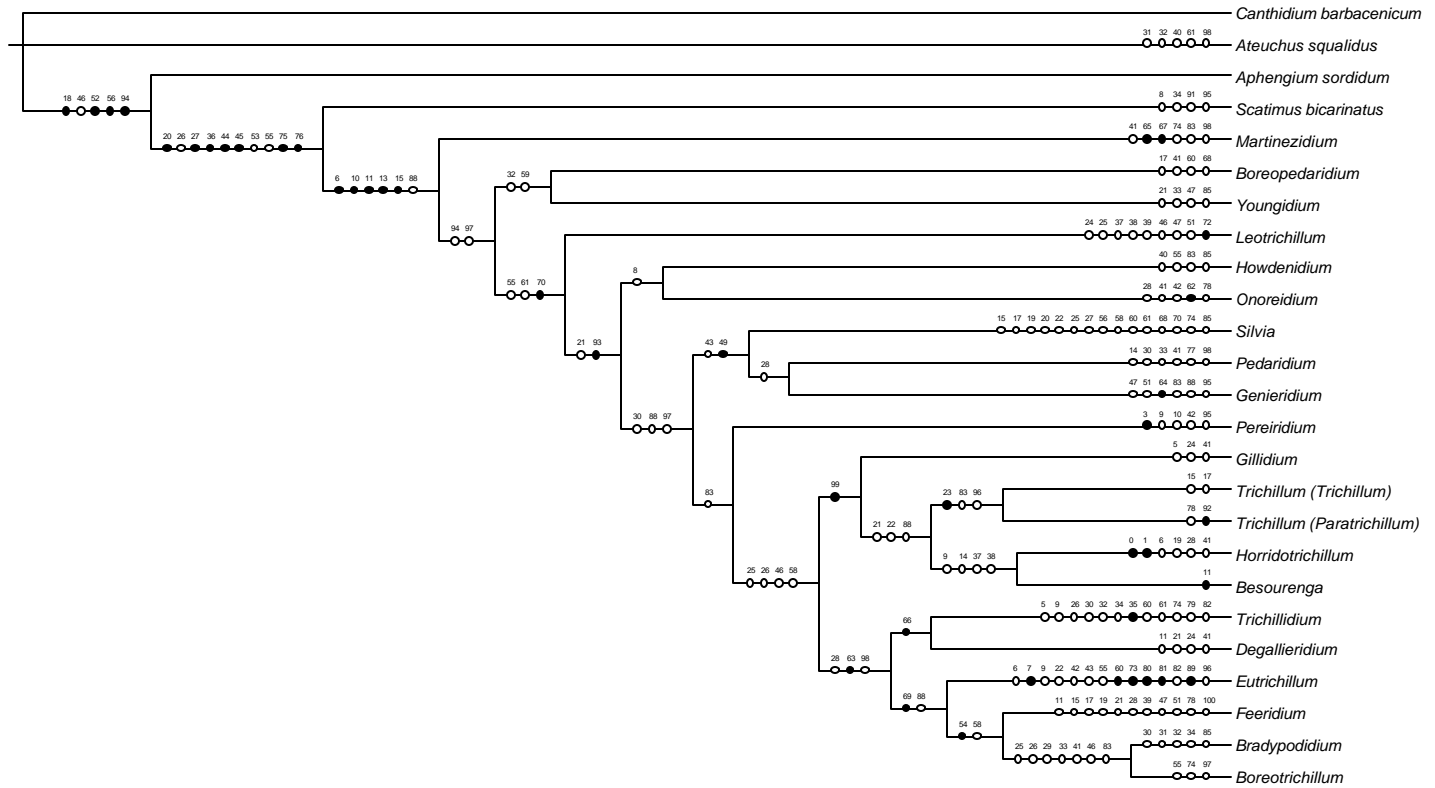 Canthidium barbacenicum
31 32 40 61 98
Ateuchus squalidus
Aphengium sordidum
18 46 52 56 94
8 34 91 95
Scatimus bicarinatus
20 26 27 36 44 45 53 55 75 76
41 65 67 74 83 98
Martinezidium
17 41 60 68
Boreopedaridium
6 10 11 13 15 88
32 59
21 33 47 85
Youngidium
24 25 37 38 39 46 47 51 72
Leotrichillum
94 97
40 55 83 85
Howdenidium
8
28 41 42 62 78
Onoreidium
55 61 70
15 17 19 20 22 25 27 56 58 60 61 68 70 74 85
Silvia
21 93
43 49
14 30 33 41 77 98
Pedaridium
28
47 51 64 83 88 95
Genieridium
30 88 97
3 9 10 42 95
Pereiridium
5 24 41
Gillidium
83
99
23 83 96
15 17
Trichillum (Trichillum)
78 92
Trichillum (Paratrichillum)
21 22 88
0 1 6 19 28 41
Horridotrichillum
9 14 37 38
25 26 46 58
11
Besourenga
5 9 26 30 32 34 35 60 61 74 79 82
Trichillidium
66
11 21 24 41
Degallieridium
28 63 98
6 7 9 22 42 43 55 60 73 80 81 82 89 96
Eutrichillum
69 88
11 15 17 19 21 28 39 47 51 78 100
Feeridium
54 58
30 31 32 34 85
Bradypodidium
25 26 29 33 41 46 83
55 74 97
Boreotrichillum